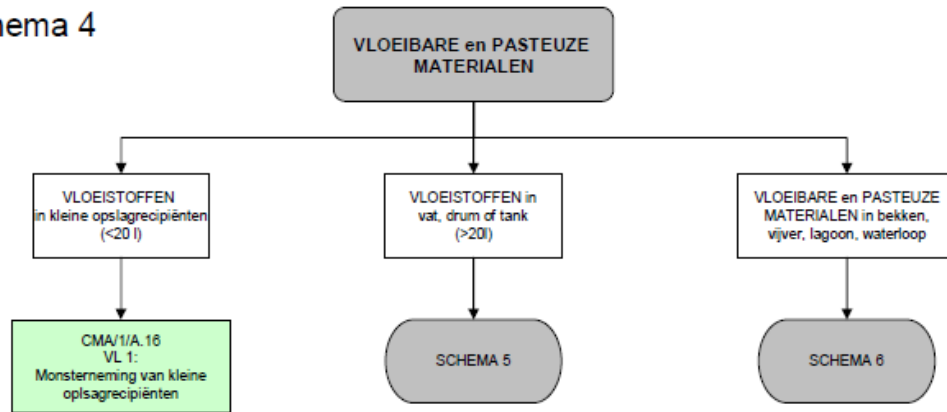 hema 4
VLOEIBARE en PASTEUZE
MATERIALEN
VLOEISTOFFEN
in kleine opslagrecipiënten
(<20 l)
VLOEISTOFFEN in
vat, drum of tank
(>20l)
VLOEIBARE en PASTEUZE
MATERIALEN in bekken,
vijver, lagoon, waterloop
CMA/1/A.16
VL 1:
Monsterneming van kleine
oplsagrecipiënten
SCHEMA 5
SCHEMA 6